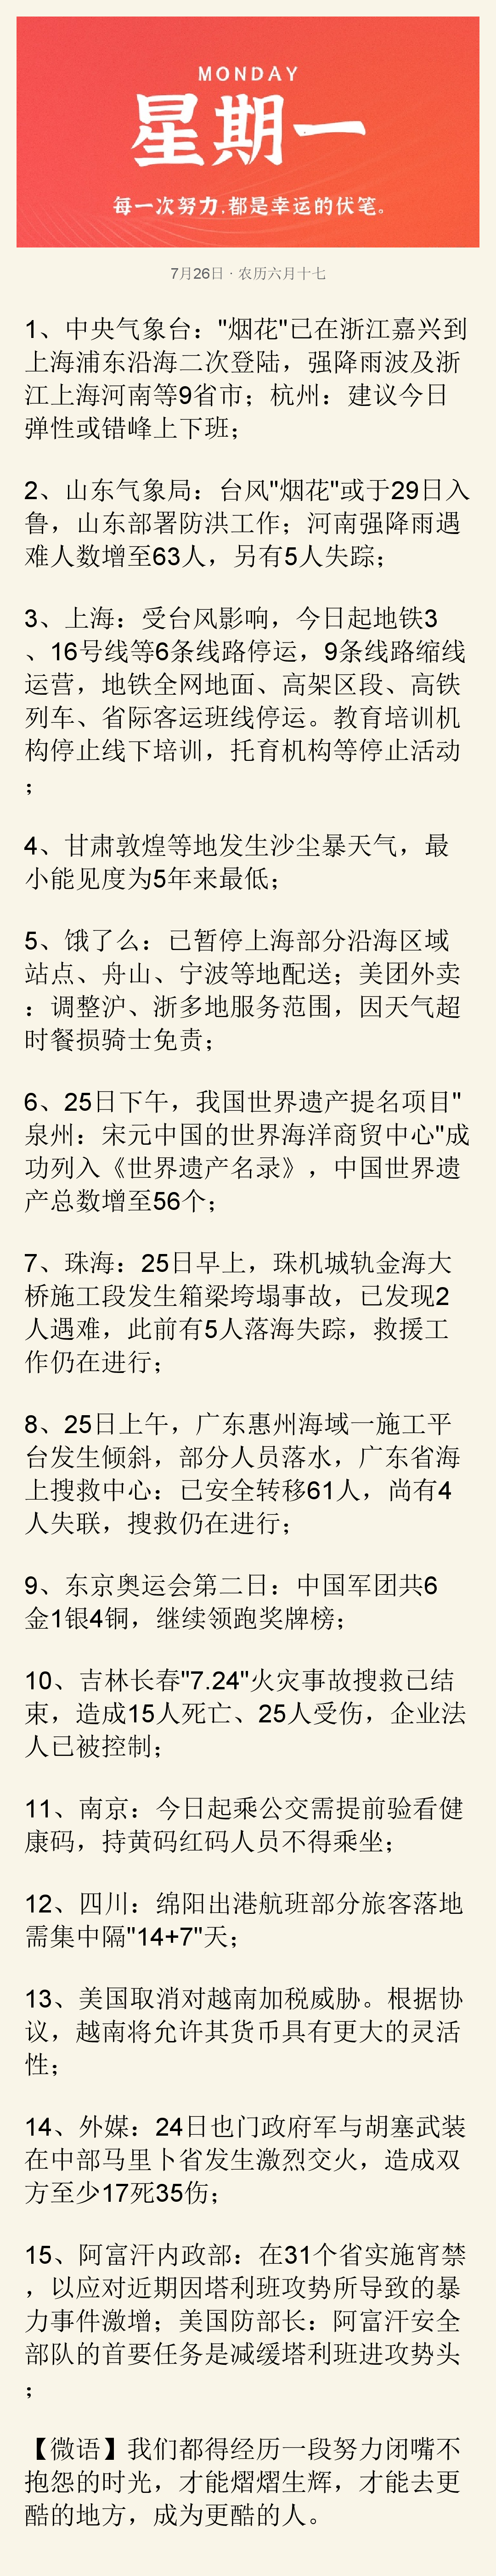 MONDAY
星期一
每一次努力,都是幸运的伏笔。
7月26日 · 农历六月十七
1、中央气象台："烟花"已在浙江嘉兴到
上海浦东沿海二次登陆，强降雨波及浙
江上海河南等9省市；杭州：建议今日
弹性或错峰上下班；
2、山东气象局：台风"烟花"或于29日入
鲁，山东部署防洪工作；河南强降雨遇
难人数增至63人，另有5人失踪；
3、上海：受台风影响，今日起地铁3
、16号线等6条线路停运，9条线路缩线
运营，地铁全网地面、高架区段、高铁
列车、省际客运班线停运。教育培训机
构停止线下培训，托育机构等停止活动
；
4、甘肃敦煌等地发生沙尘暴天气，最
小能见度为5年来最低；
5、饿了么：已暂停上海部分沿海区域
站点、舟山、宁波等地配送；美团外卖
：调整沪、浙多地服务范围，因天气超
时餐损骑士免责；
6、25日下午，我国世界遗产提名项目"
泉州：宋元中国的世界海洋商贸中心"成
功列入《世界遗产名录》，中国世界遗
产总数增至56个；
7、珠海：25日早上，珠机城轨金海大
桥施工段发生箱梁垮塌事故，已发现2
人遇难，此前有5人落海失踪，救援工
作仍在进行；
8、25日上午，广东惠州海域一施工平
台发生倾斜，部分人员落水，广东省海
上搜救中心：已安全转移61人，尚有4
人失联，搜救仍在进行；
9、东京奥运会第二日：中国军团共6
金1银4铜，继续领跑奖牌榜；
10、吉林长春"7.24"火灾事故搜救已结
束，造成15人死亡、25人受伤，企业法
人已被控制；
11、南京：今日起乘公交需提前验看健
康码，持黄码红码人员不得乘坐；
12、四川：绵阳出港航班部分旅客落地
需集中隔"14+7"天；
13、美国取消对越南加税威胁。根据协
议，越南将允许其货币具有更大的灵活
性；
14、外媒：24日也门政府军与胡塞武装
在中部马里卜省发生激烈交火，造成双
方至少17死35伤；
15、阿富汗内政部：在31个省实施宵禁
，以应对近期因塔利班攻势所导致的暴
力事件激增；美国防部长：阿富汗安全
部队的首要任务是减缓塔利班进攻势头
；
【微语】我们都得经历一段努力闭嘴不
抱怨的时光，才能熠熠生辉，才能去更
酷的地方，成为更酷的人。